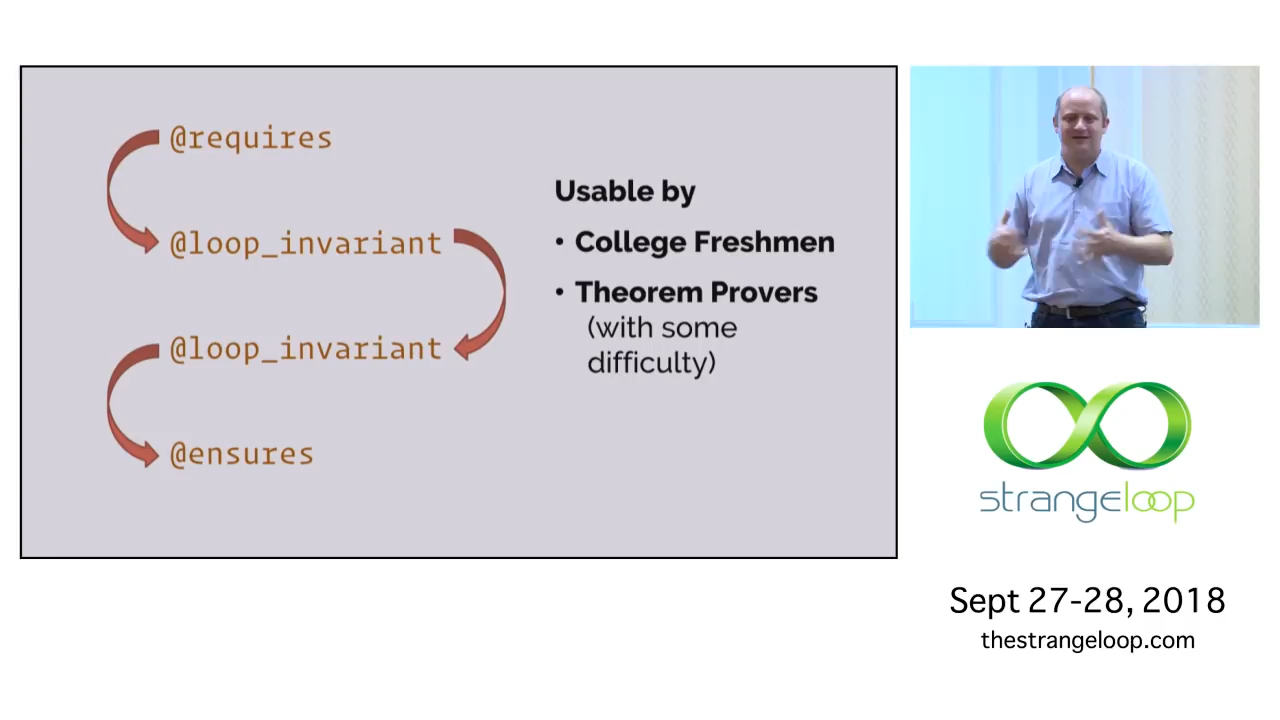 @requires
@loop_invariant
@loop_invariant
@ensures
Usable by
• College Freshmen
• Theorem Provers
(with some
difficulty)
strangeloop
Sept 27-28, 2018
thestrangeloop.com